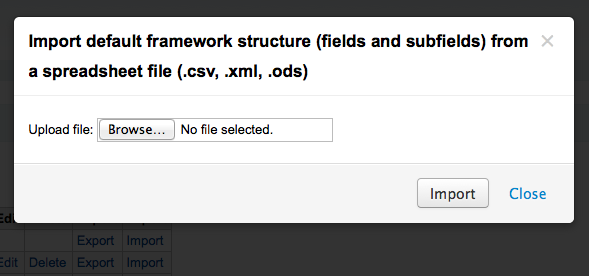 Import default framework structure (fields and subfields) from ×
a spreadsheet file (.csv, .xml, .ods)
Upload file: Browse... No file selected.
Import Close
Export Import
Edit Delete Export Import